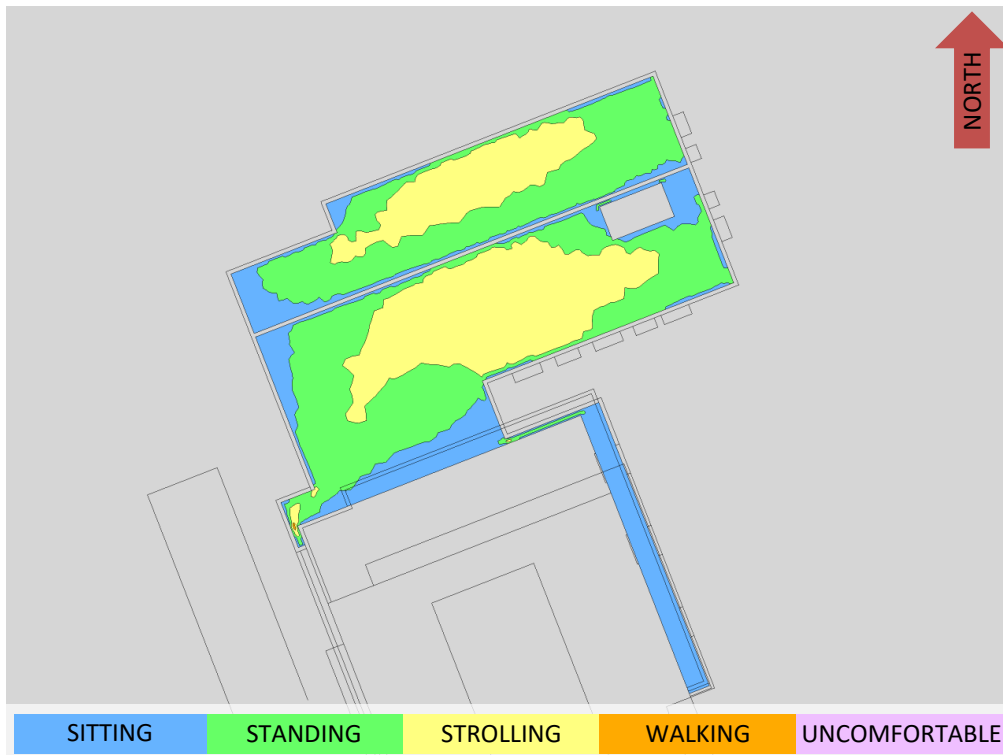 NORTH
SITTING
STANDING
STROLLING
WALKING
UNCOMFORTABLE